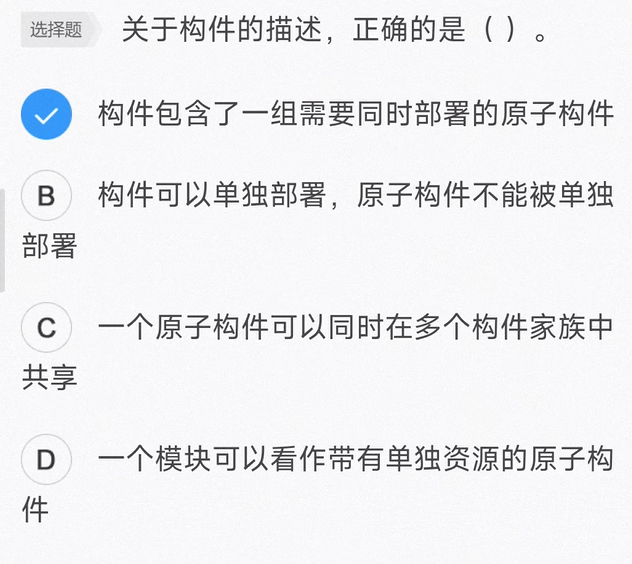 选择题 关于构件的描述，正确的是（ ）。
构件包含了一组需要同时部署的原子构件
B 构件可以单独部署，原子构件不能被单独
部署
C 一个原子构件可以同时在多个构件家族中
共享
D 一个模块可以看作带有单独资源的原子构
件